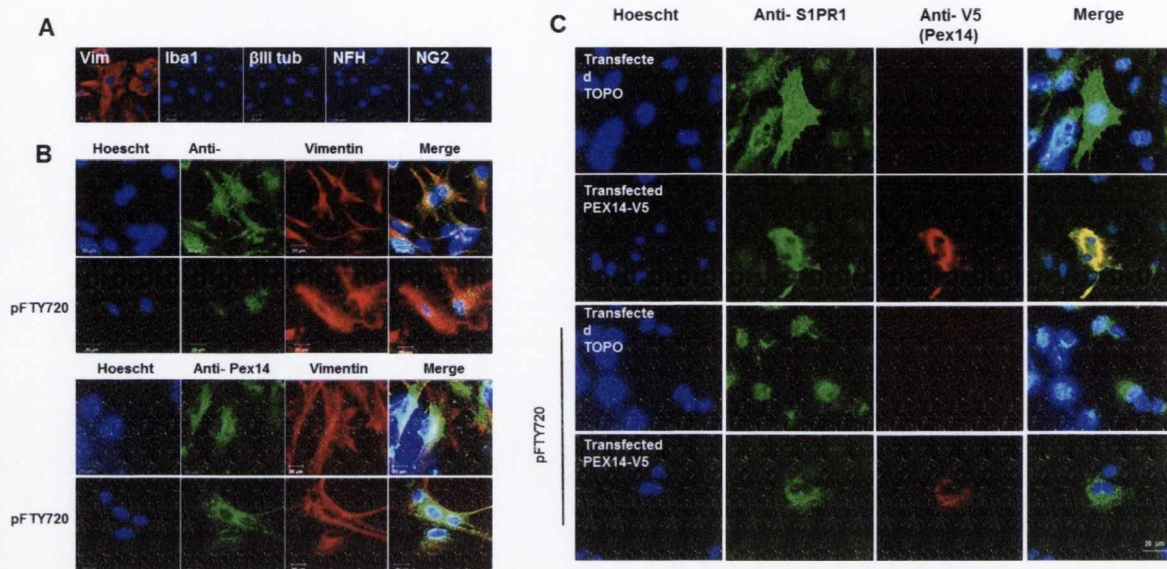 A
Vim Iba1 βIII tub NFH NG2
B
Hoescht Anti- Vimentin Merge
pFTY720
Hoescht Anti- Pex14 Vimentin Merge
pFTY720
C
Hoescht Anti- S1PR1 Anti- V5 Merge
(Pex14)
Transfecte
d
TOPO
Transfected
PEX14-V5
pFTY720
Transfecte
d
TOPO
Transfected
PEX14-V5
20 µm